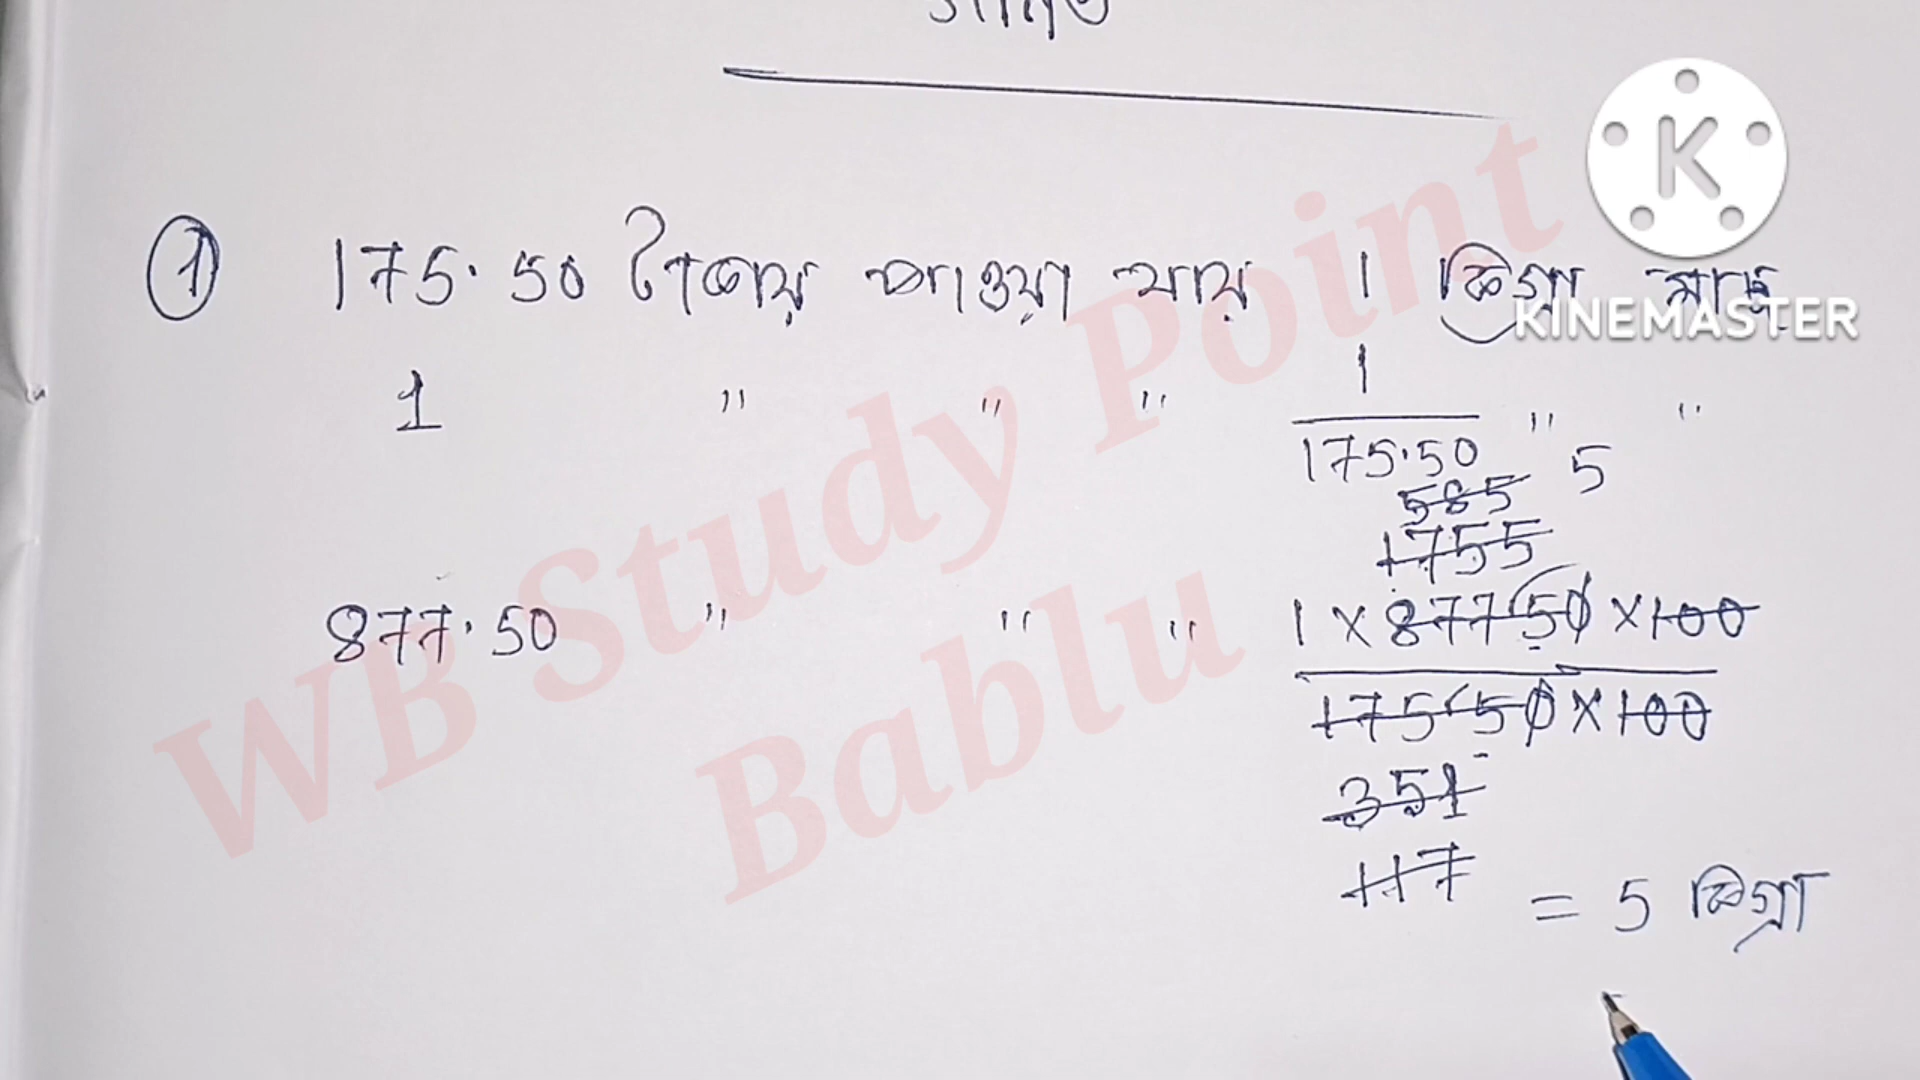 গণিত
① 175.50 টাকায় পাওয়া যায় 1 কিগ্রা মাছ
KINEMASTER
1 " " " 1/175.50 " "
5
585
1755
877.50 " " " 1 × 877.50 × 100
175.50 × 100
351
117
= 5 কিগ্রা
WB Study Point
Bablu